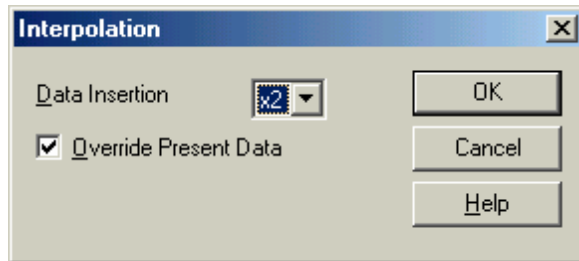 Interpolation
Data Insertion x2 OK
Override Present Data Cancel
Help